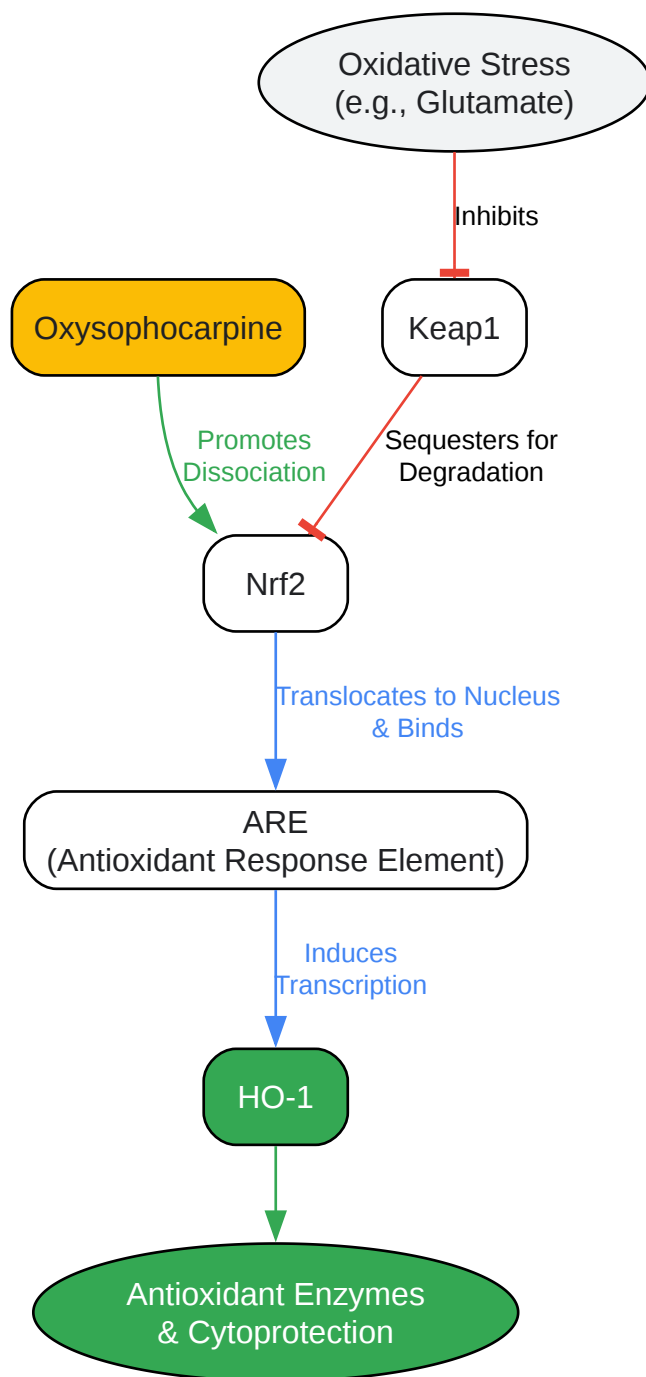 Oxidative Stress
(e.g., Glutamate)
Inhibits
Oxysophocarpine
Keap1
Promotes
Dissociation
Sequesters for
Degradation
Nrf2
Translocates to Nucleus
& Binds
ARE
(Antioxidant Response Element)
Induces
Transcription
HO-1
Antioxidant Enzymes
& Cytoprotection